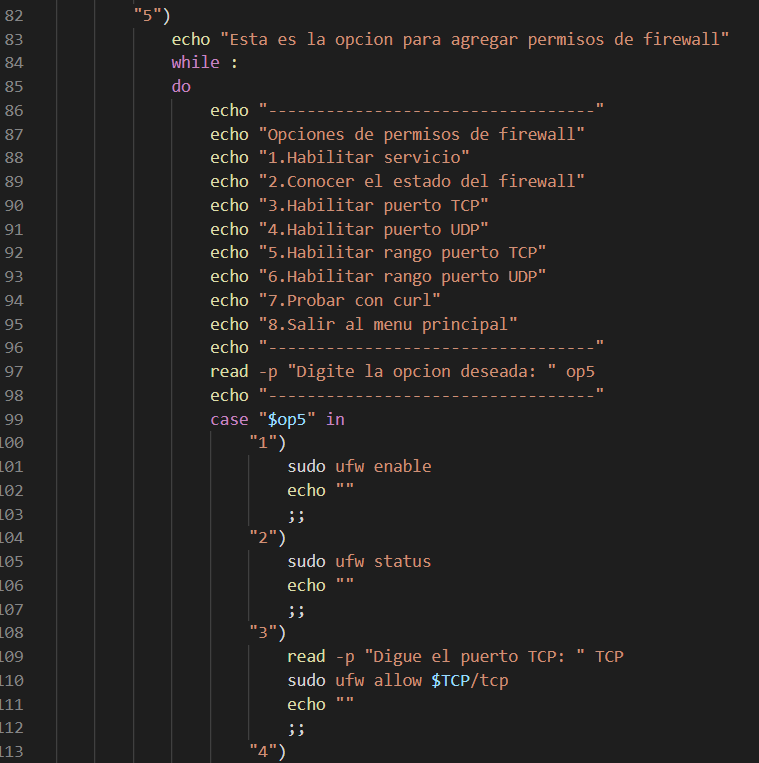 82 "5")
83 echo "Esta es la opcion para agregar permisos de firewall"
84 while :
85 do
86 echo "----------------------------------"
87 echo "Opciones de permisos de firewall"
88 echo "1.Habilitar servicio"
89 echo "2.Conocer el estado del firewall"
90 echo "3.Habilitar puerto TCP"
91 echo "4.Habilitar puerto UDP"
92 echo "5.Habilitar rango puerto TCP"
93 echo "6.Habilitar rango puerto UDP"
94 echo "7.Probar con curl"
95 echo "8.Salir al menu principal"
96 echo "----------------------------------"
97 read -p "Digite la opcion deseada: " op5
98 echo "----------------------------------"
99 case "$op5" in
100 "1")
101 sudo ufw enable
102 echo ""
103 ;;
104 "2")
105 sudo ufw status
106 echo ""
107 ;;
108 "3")
109 read -p "Digue el puerto TCP: " TCP
110 sudo ufw allow $TCP/tcp
111 echo ""
112 ;;
113 "4")